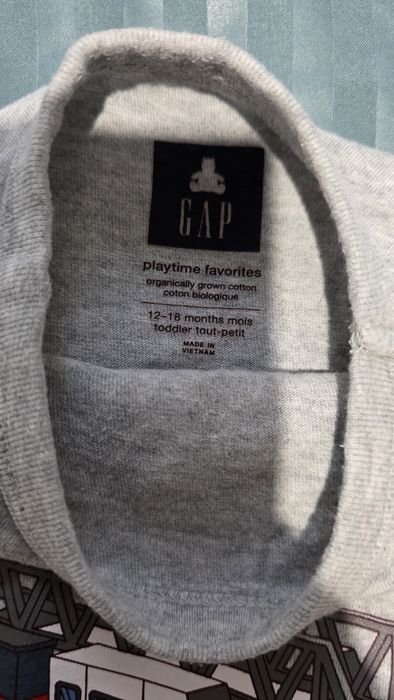 GAP
playtime favorites
organically grown cotton
coton biologique
12-18 months mois
toddler tout-petit
MADE IN
VIETNAM